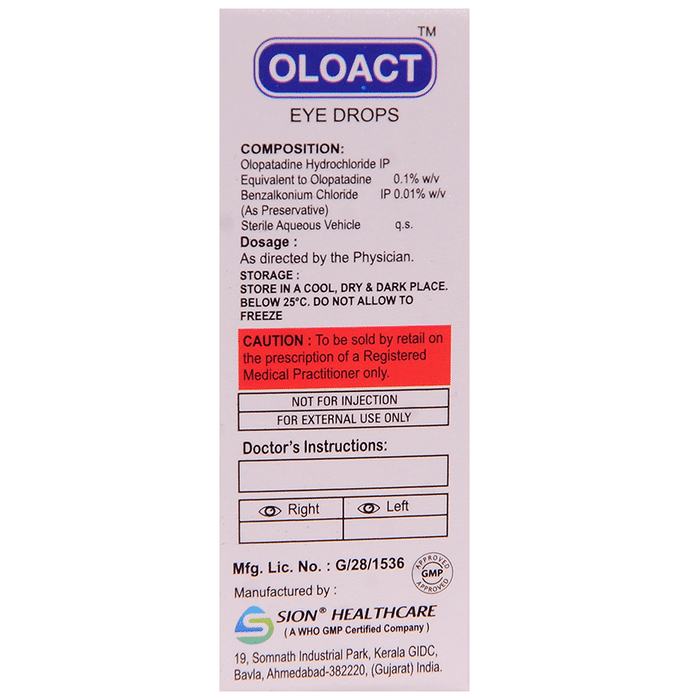 TM
OLOACT
EYE DROPS
COMPOSITION:
Olopatadine Hydrochloride IP
Equivalent to Olopatadine 0.1% w/v
Benzalkonium Chloride IP 0.01% w/v
(As Preservative)
Sterile Aqueous Vehicle q.s.
Dosage :
As directed by the Physician.
STORAGE :
STORE IN A COOL, DRY & DARK PLACE.
BELOW 25°C. DO NOT ALLOW TO
FREEZE
CAUTION : To be sold by retail on
the prescription of a Registered
Medical Practitioner only.
NOT FOR INJECTION
FOR EXTERNAL USE ONLY
Doctor's Instructions:
Right Left
Mfg. Lic. No. : G/28/1536
APPROVED
GMP
APPROVED
Manufactured by :
SION® HEALTHCARE
( A WHO GMP Certified Company )
19, Somnath Industrial Park, Kerala GIDC,
Bavla, Ahmedabad-382220, (Gujarat) India.